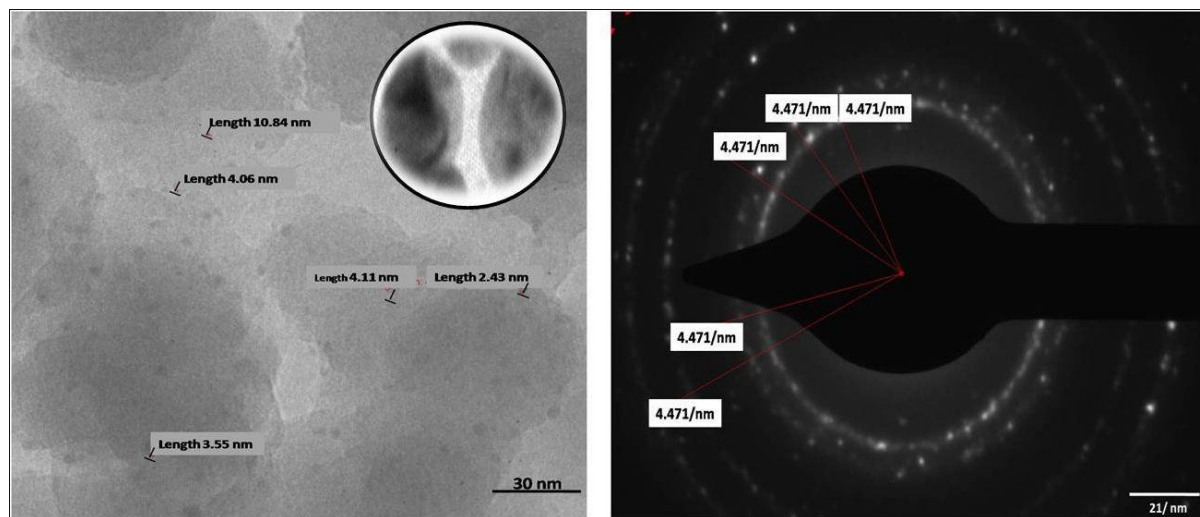 Length 10.84 nm
Length 4.06 nm
Length 4.11 nm
Length 2.43 nm
Length 3.55 nm
30 nm
4.471/nm
4.471/nm
4.471/nm
4.471/nm
4.471/nm
21/ nm